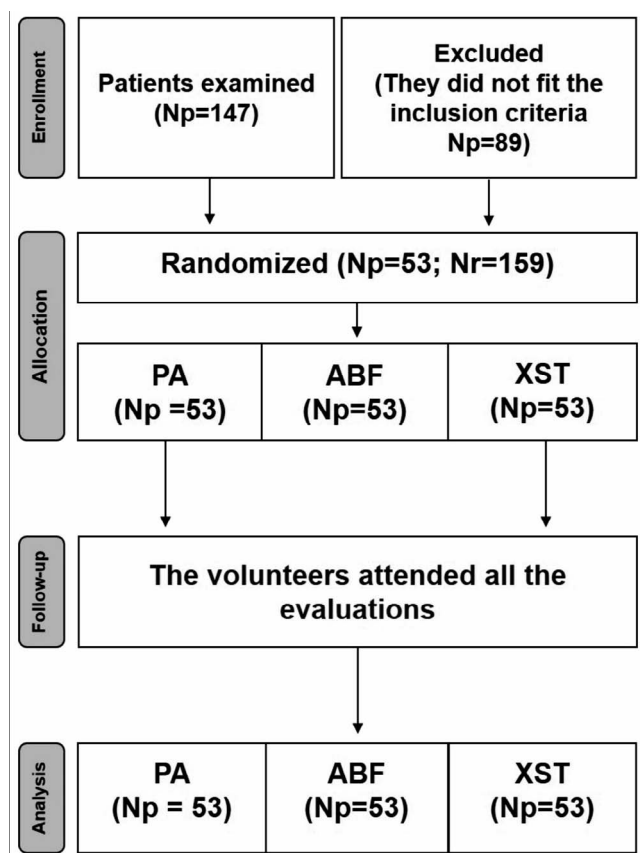 Enrollment
Patients examined
(Np=147)
Excluded
(They did not fit the
inclusion criteria
Np=89)
Allocation
Randomized (Np=53; Nr=159)
PA
(Np =53)
ABF
(Np=53)
XST
(Np=53)
Follow-up
The volunteers attended all the
evaluations
Analysis
PA
(Np = 53)
ABF
(Np=53)
XST
(Np=53)